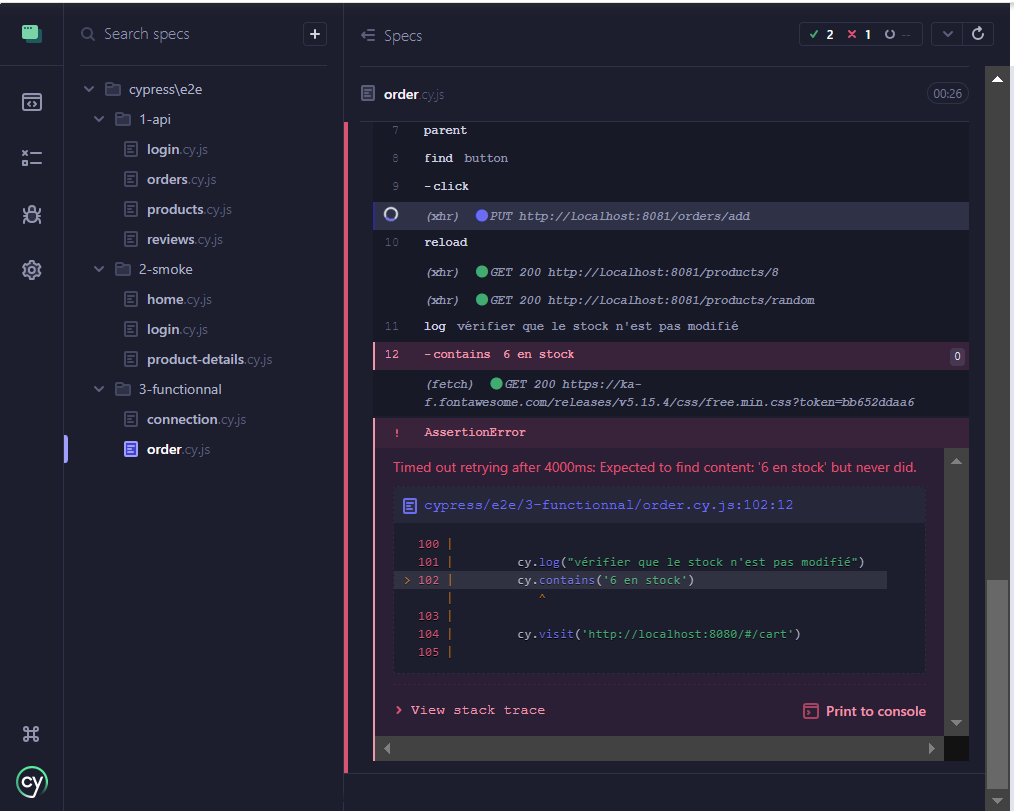 Search specs
+
Specs
2
1
--
cypress\e2e
1-api
login.cy.js
orders.cy.js
products.cy.js
reviews.cy.js
2-smoke
home.cy.js
login.cy.js
product-details.cy.js
3-functionnal
connection.cy.js
order.cy.js
cy
order.cy.js
00:26
7 parent
8 find button
9 -click
(xhr) PUT http://localhost:8081/orders/add
10 reload
(xhr) GET 200 http://localhost:8081/products/8
(xhr) GET 200 http://localhost:8081/products/random
11 log vérifier que le stock n'est pas modifié
12 -contains 6 en stock 0
(fetch) GET 200 https://ka-
f.fontawesome.com/releases/v5.15.4/css/free.min.css?token=bb652ddaa6
! AssertionError
Timed out retrying after 4000ms: Expected to find content: '6 en stock' but never did.
cypress/e2e/3-functionnal/order.cy.js:102:12
100 |
101 | cy.log("vérifier que le stock n'est pas modifié")
> 102 | cy.contains('6 en stock')
| ^
103 |
104 | cy.visit('http://localhost:8080/#/cart')
105 |
> View stack trace
Print to console